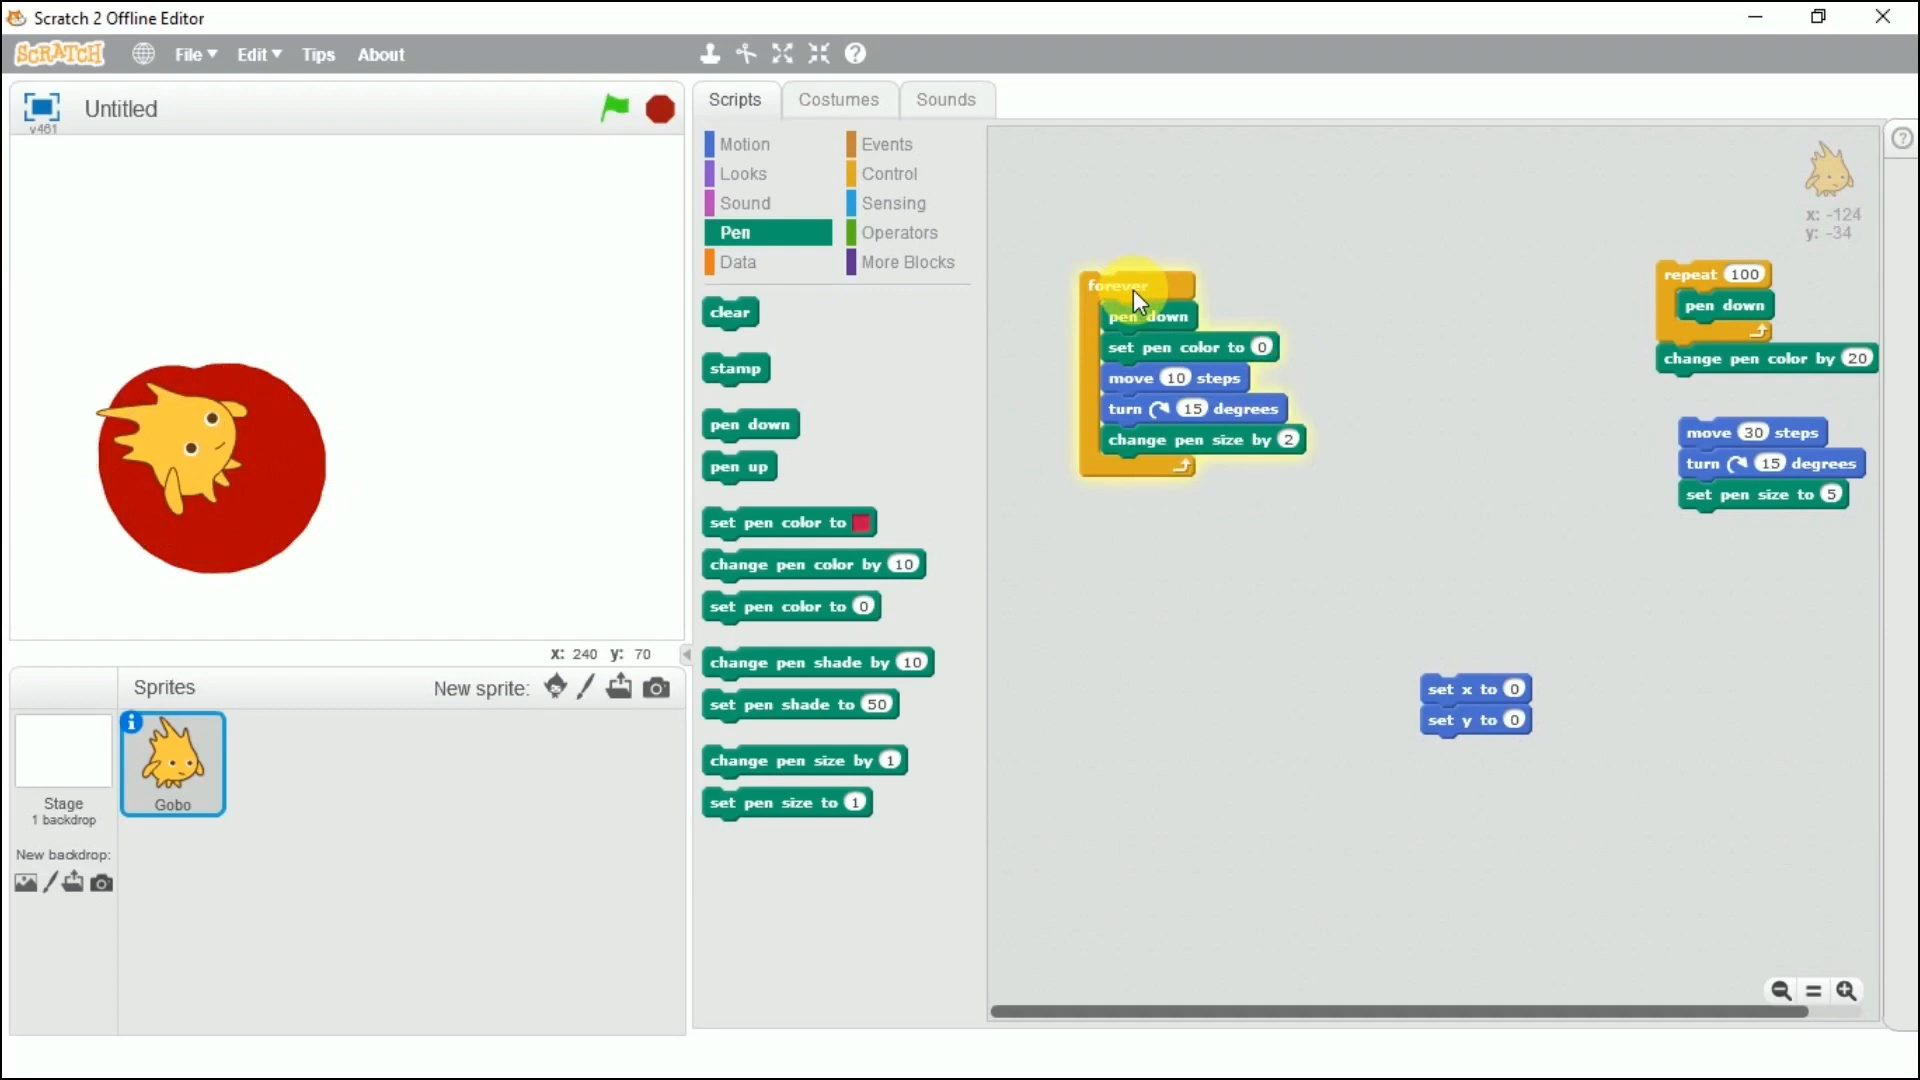 Scratch 2 Offline Editor
SCRATCH
File
Edit
Tips
About
v461
Untitled
Scripts
Costumes
Sounds
Motion
Looks
Sound
Pen
Data
Events
Control
Sensing
Operators
More Blocks
clear
stamp
pen down
pen up
set pen color to
change pen color by 10
set pen color to 0
change pen shade by 10
set pen shade to 50
change pen size by 1
set pen size to 1
forever
pen down
set pen color to 0
move 10 steps
turn 15 degrees
change pen size by 2
x: -124
y: -34
repeat 100
pen down
change pen color by 20
move 30 steps
turn 15 degrees
set pen size to 5
set x to 0
set y to 0
x: 240 y: 70
Sprites
New sprite:
Stage
1 backdrop
New backdrop:
Gobo